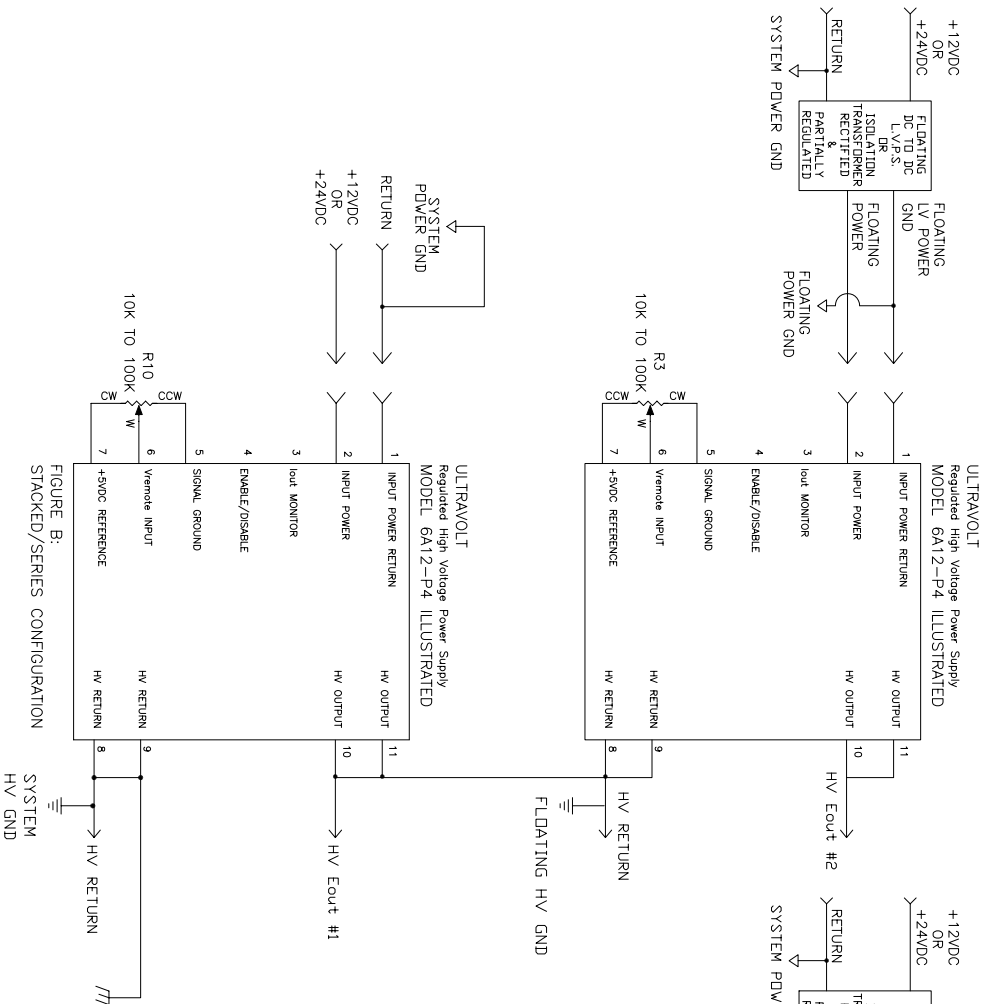 +12VDC
OR
+24VDC
RETURN
SYSTEM POWER GND
FLOATING
DC TO DC
L.V.P.S.
OR
ISOLATION
TRANSFORMER
RECTIFIED
&
PARTIALLY
REGULATED
FLOATING
LV POWER
GND
FLOATING
POWER
FLOATING
POWER GND
R3
10K TO 100K
CW
W
CCW
ULTRAVOLT
Regulated High Voltage Power Supply
MODEL 6A12-P4 ILLUSTRATED
1 INPUT POWER RETURN
2 INPUT POWER
3 Iout MONITOR
4 ENABLE/DISABLE
5 SIGNAL GROUND
6 Vremote INPUT
7 +5VDC REFERENCE
HV OUTPUT 11
HV OUTPUT 10
HV RETURN 9
HV RETURN 8
HV Eout #2
HV RETURN
FLOATING HV GND
SYSTEM
POWER GND
RETURN
+12VDC
OR
+24VDC
R10
10K TO 100K
CCW
W
CW
ULTRAVOLT
Regulated High Voltage Power Supply
MODEL 6A12-P4 ILLUSTRATED
1 INPUT POWER RETURN
2 INPUT POWER
3 Iout MONITOR
4 ENABLE/DISABLE
5 SIGNAL GROUND
6 Vremote INPUT
7 +5VDC REFERENCE
HV OUTPUT 11
HV OUTPUT 10
HV RETURN 9
HV RETURN 8
HV Eout #1
HV RETURN
SYSTEM
HV GND
FIGURE B:
STACKED/SERIES CONFIGURATION
+12VDC
OR
+24VDC
RETURN
SYSTEM POW